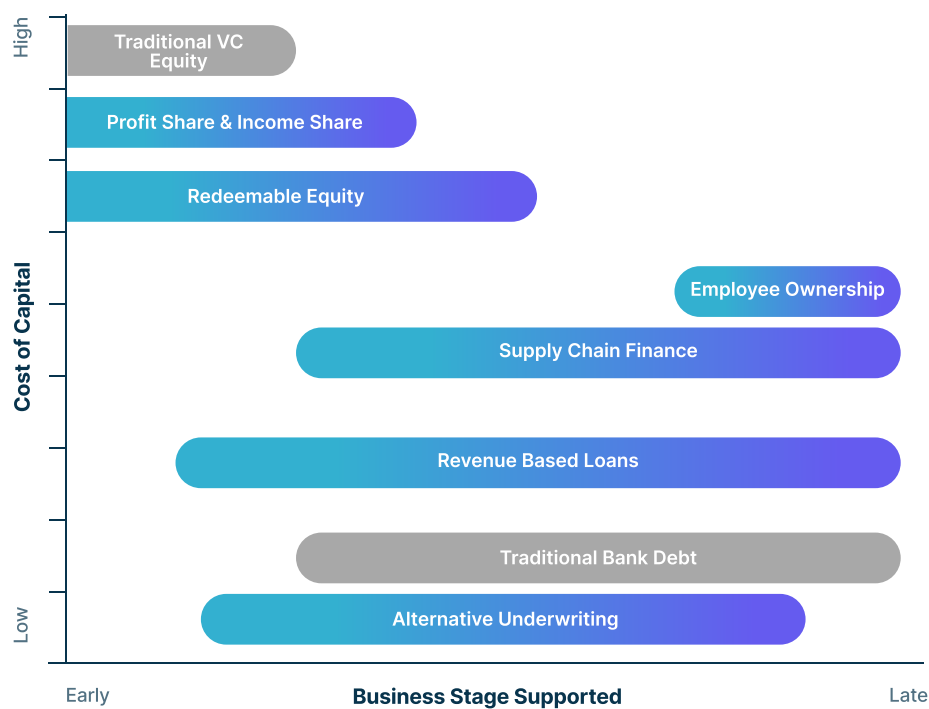 High
Traditional VC
Equity
Profit Share & Income Share
Redeemable Equity
Employee Ownership
Supply Chain Finance
Cost of Capital
Revenue Based Loans
Traditional Bank Debt
Alternative Underwriting
Low
Early
Business Stage Supported
Late